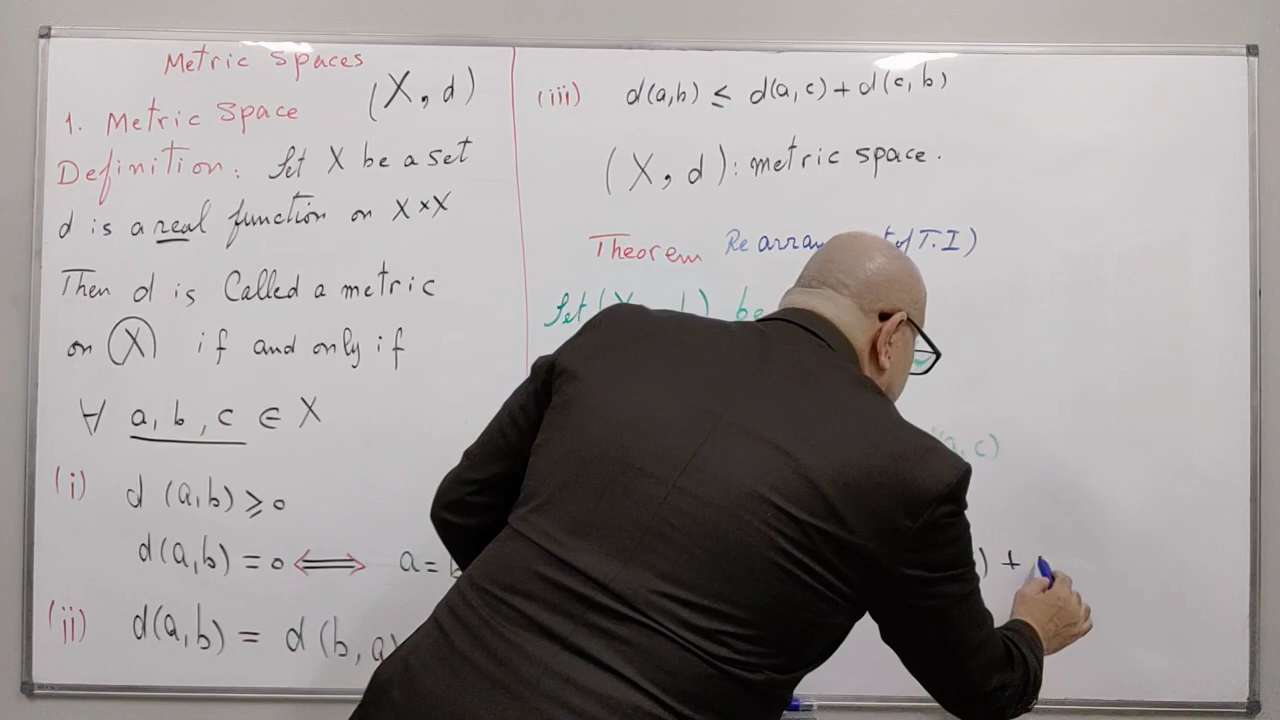 Metric Spaces
1. Metric Space (X, d)
Definition: Let X be a set
d is a real function on X×X
Then d is Called a metric
on X if and only if
∀ a, b, c ∈ X
(i) d (a,b) ⩾ 0
d(a,b) = 0 ⟺ a =
(ii) d(a,b) = d (b, a)
(iii) d(a,b) ≤ d(a,c) + d(c, b)
(X, d): metric space.
Theorem of T.I)
Let be
, c)
) +